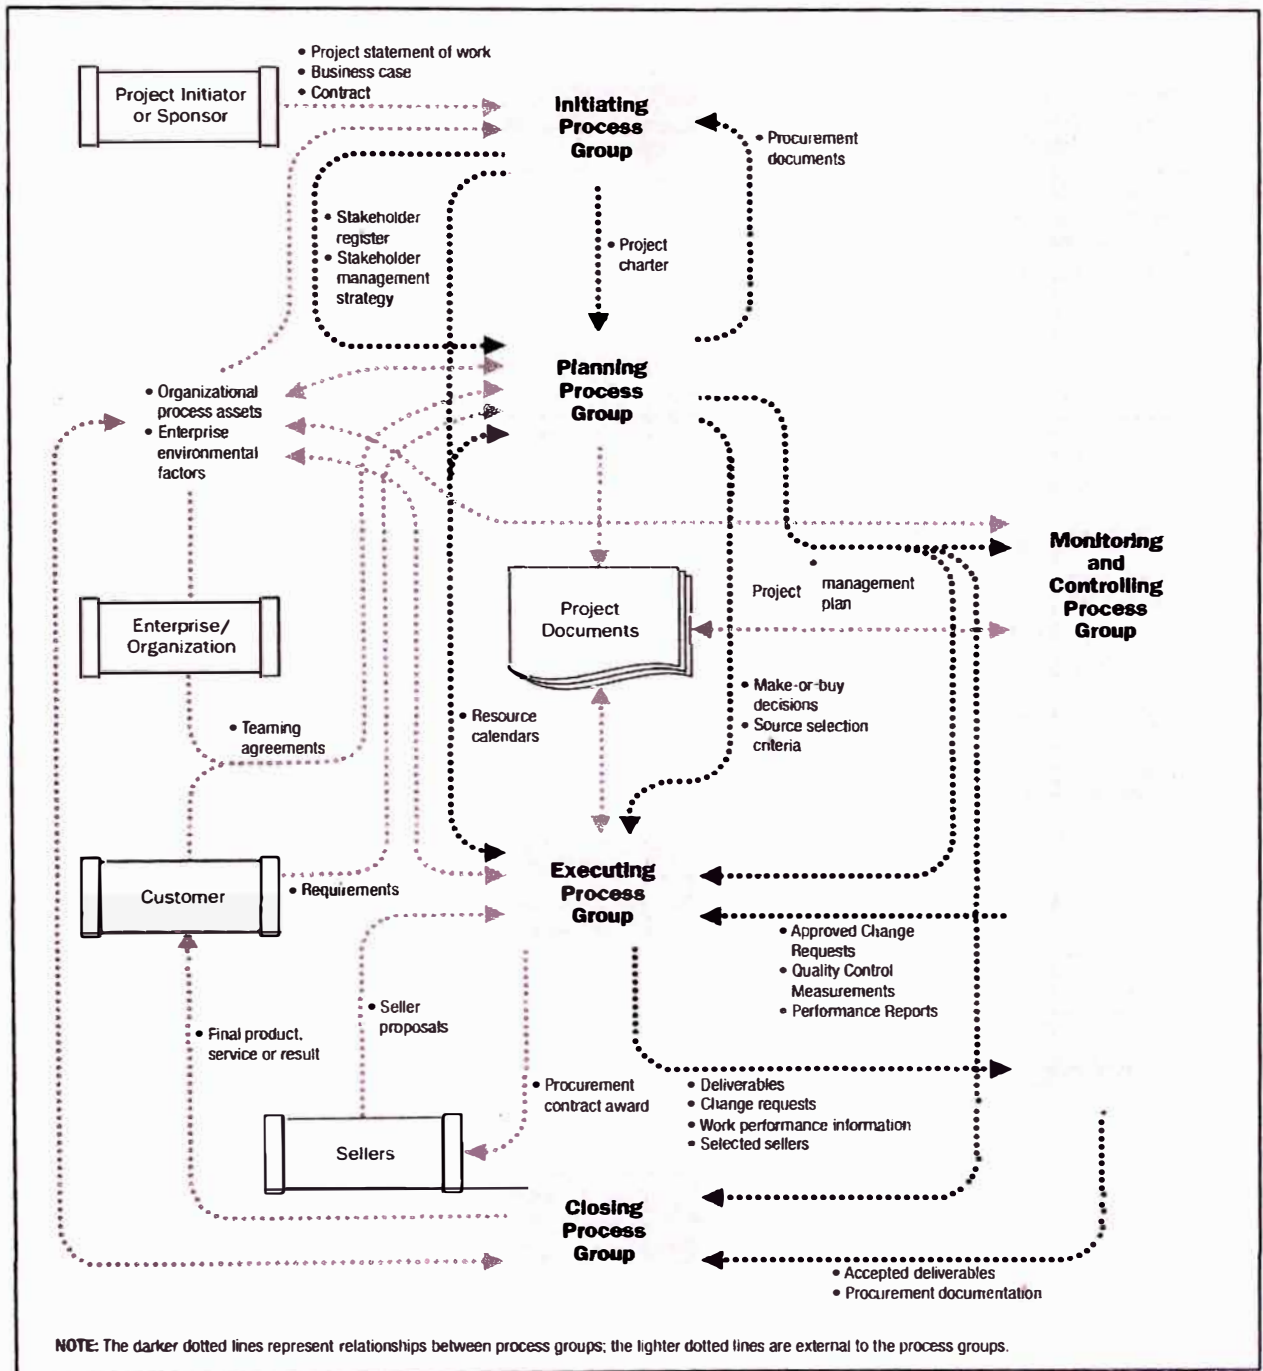 • Project statement of work
• Business case
• Contract
Project Initiator
or Sponsor
Initiating
Process
Group
• Procurement
documents
• Stakeholder
register
• Stakeholder
management
strategy
• Project
charter
Planning
Process
Group
• Organizational
process assets
• Enterprise
environmental
factors
Monitoring
and
Controlling
Process
Group
•
Project management
plan
Project
Documents
Enterprise/
Organization
• Make-or-buy
decisions
• Source selection
criteria
• Resource
calendars
• Teaming
agreements
Executing
Process
Group
Customer
• Requirements
• Approved Change
Requests
• Quality Control
Measurements
• Performance Reports
• Seller
proposals
• Final product,
service or result
• Procurement
contract award
• Deliverables
• Change requests
• Work performance information
• Selected sellers
Sellers
Closing
Process
Group
• Accepted deliverables
• Procurement documentation
NOTE: The darker dotted lines represent relationships between process groups; the lighter dotted lines are external to the process groups.